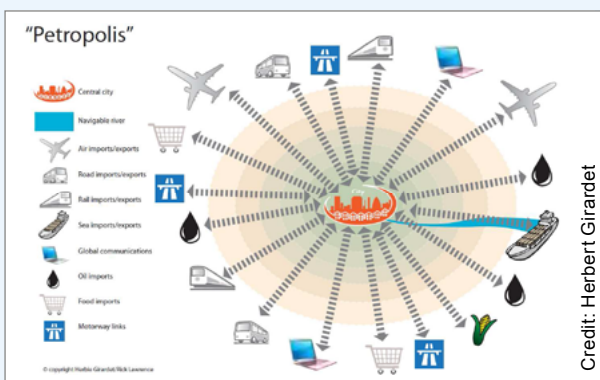 "Petropolis"
Central city
Navigable river
Air imports/exports
Road imports/exports
Rail imports/exports
Sea imports/exports
Global communications
Oil imports
Food imports
Motorway links
City
© copyright Herbie Girardet/Rick Lawrence
Credit: Herbert Girardet